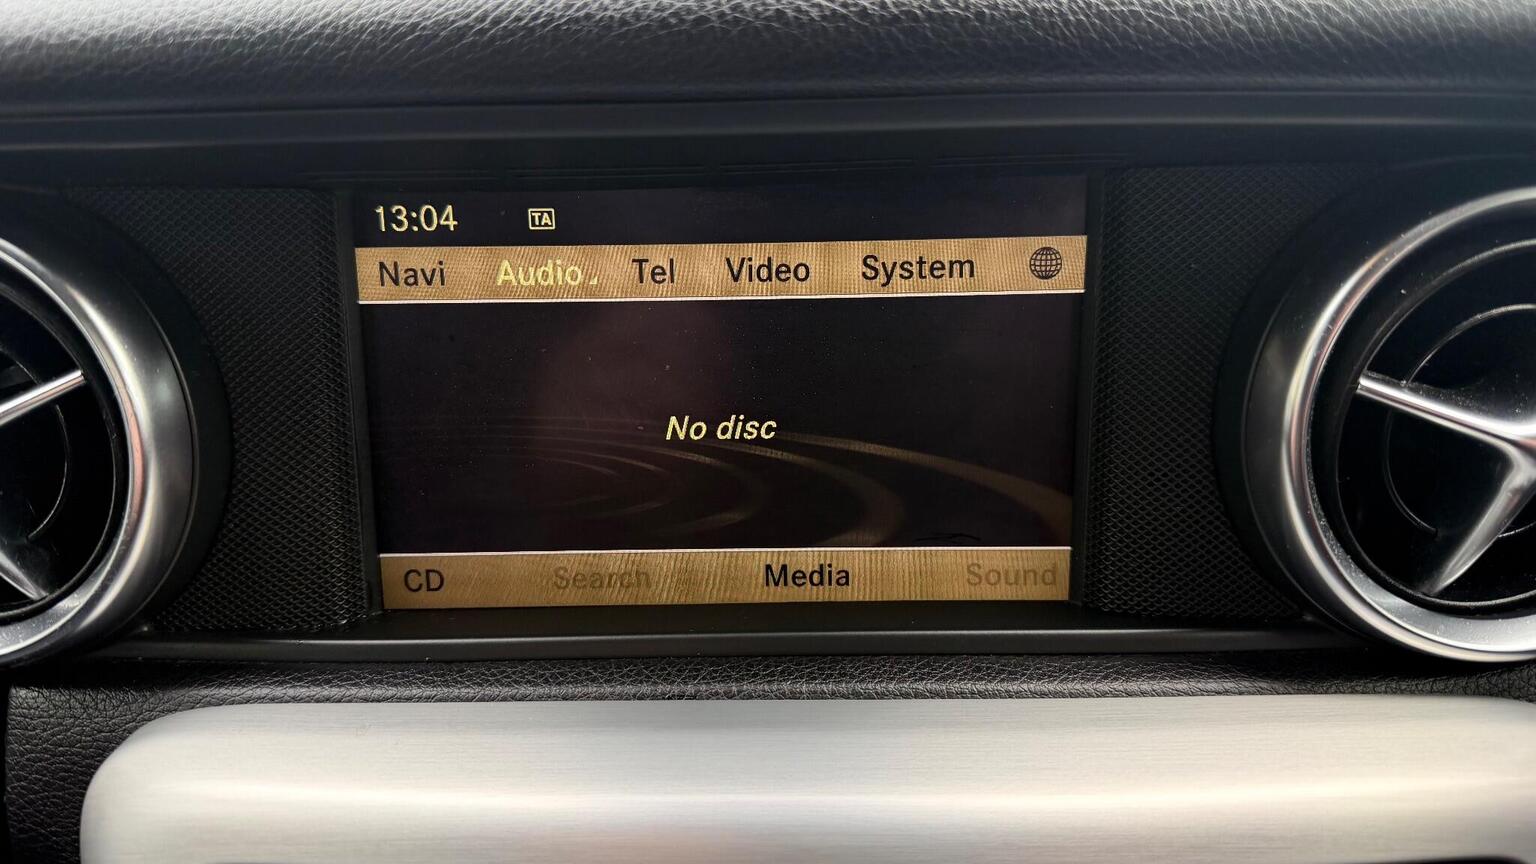 13:04 TA
Navi Audio Tel Video System
No disc
CD Search Media Sound